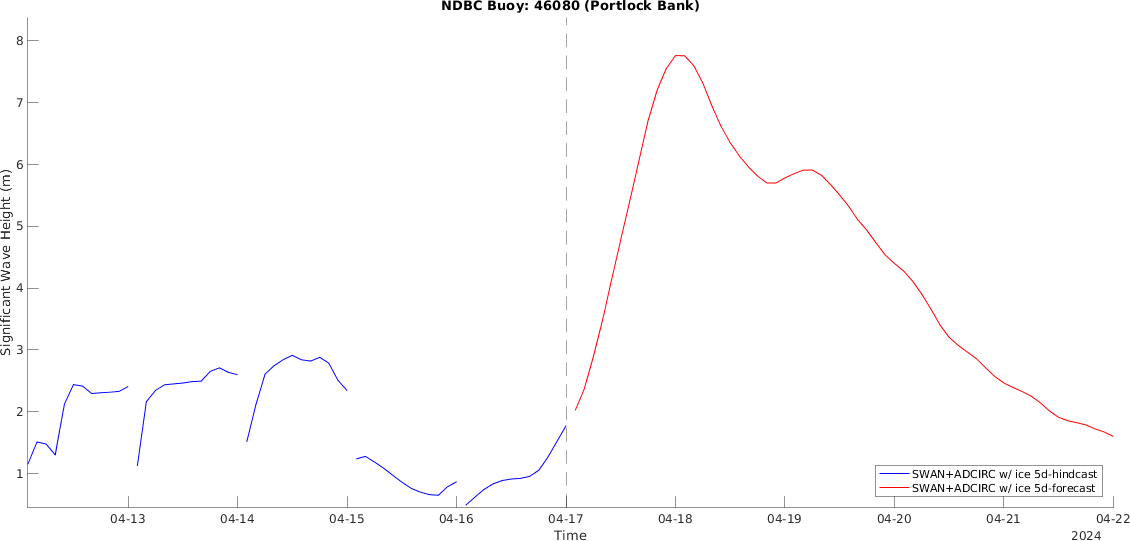 NDBC Buoy: 46080 (Portlock Bank)
Significant Wave Height (m)
8
7
6
5
4
3
2
1
SWAN+ADCIRC w/ ice 5d-hindcast
SWAN+ADCIRC w/ ice 5d-forecast
04-13 04-14 04-15 04-16 04-17 04-18 04-19 04-20 04-21 04-22
Time
2024